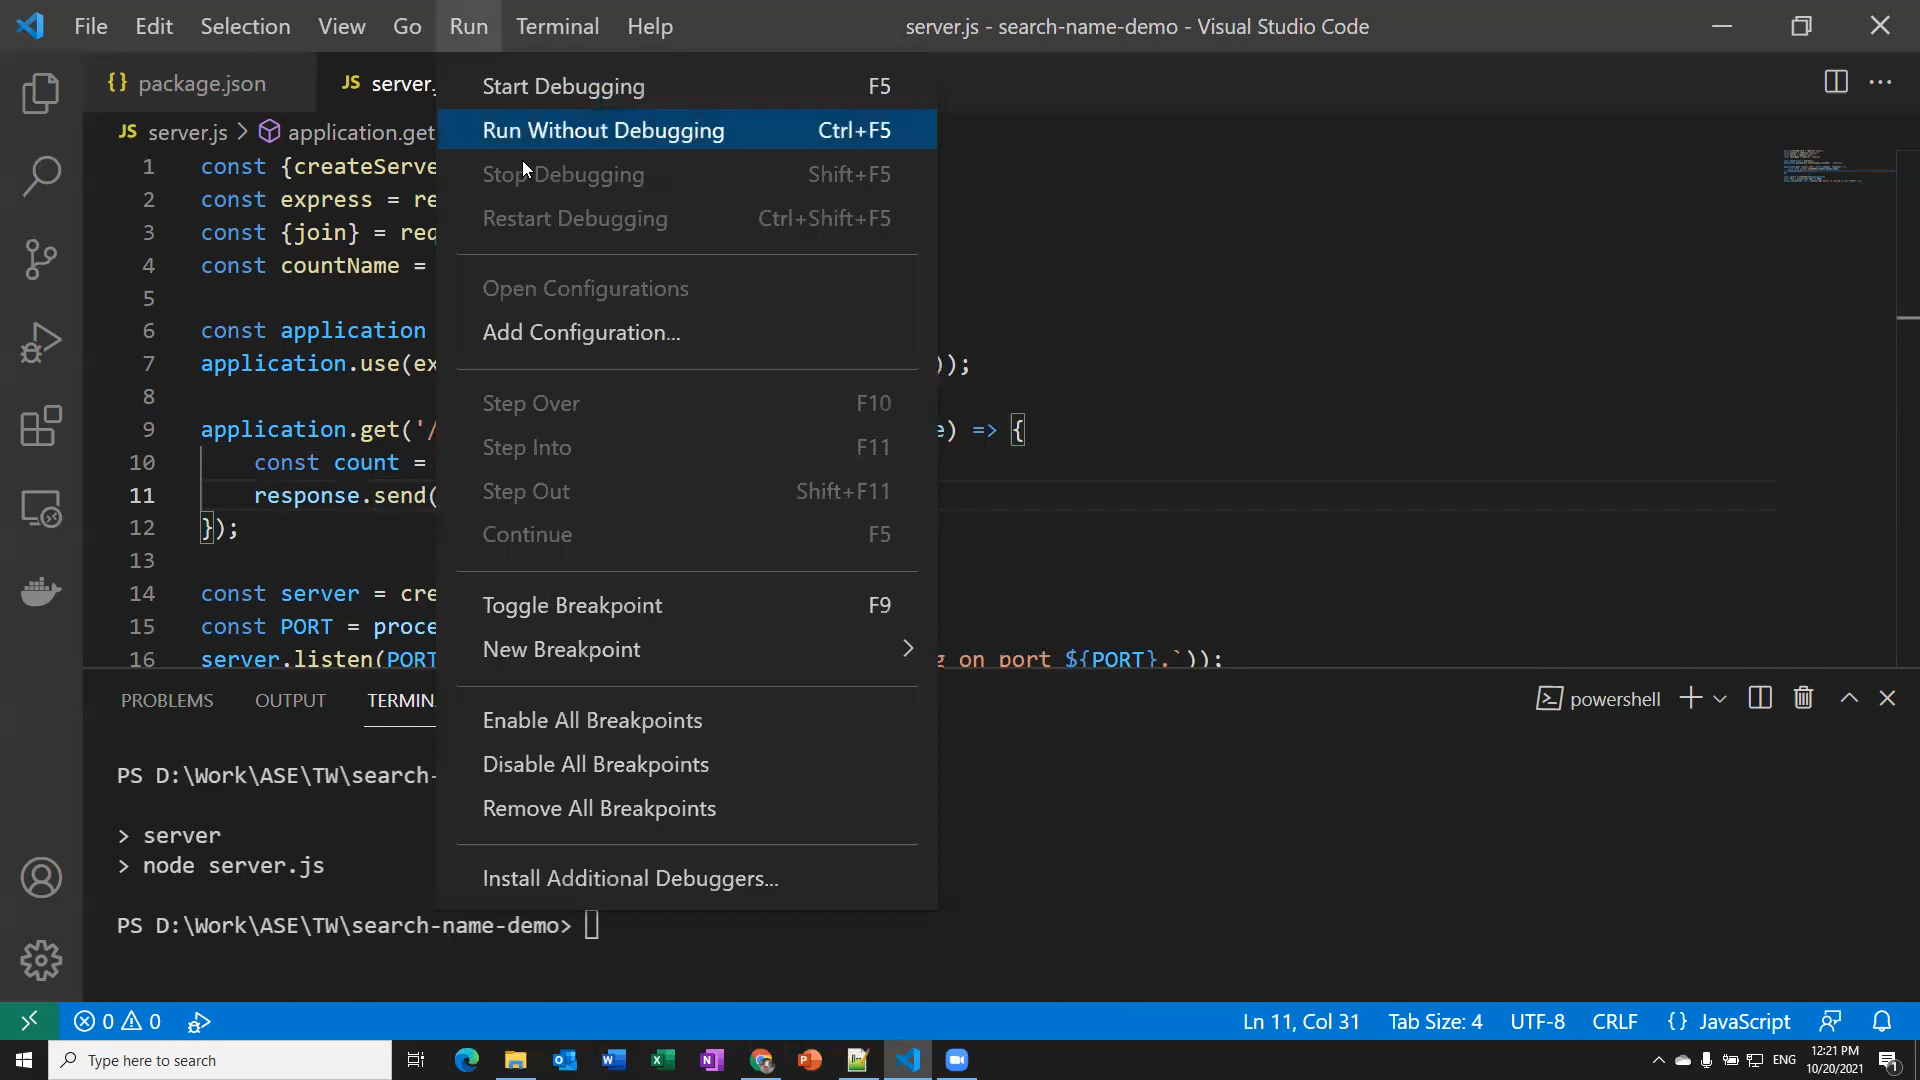 File Edit Selection View Go Run Terminal Help
server.js - search-name-demo - Visual Studio Code
{} package.json
JS server.
JS server.js > application.get
1 const {createServe
2 express = re
3 const {join} = req
4 const countName =
5
6 const application
7 application.use(ex ));
8
9 application.get('/ e) => {
10 const count =
11 response.send(
12 });
13
14 const server = cre
15 const PORT = proce
16 server.listen(PORT g on port ${PORT}.`));
Start Debugging F5
Run Without Debugging Ctrl+F5
Stop Debugging Shift+F5
Restart Debugging Ctrl+Shift+F5
Open Configurations
Add Configuration...
Step Over F10
Step Into F11
Step Out Shift+F11
Continue F5
Toggle Breakpoint F9
New Breakpoint >
Enable All Breakpoints
Disable All Breakpoints
Remove All Breakpoints
Install Additional Debuggers...
PROBLEMS OUTPUT TERMIN
powershell
PS D:\Work\ASE\TW\search-
> server
> node server.js
PS D:\Work\ASE\TW\search-name-demo>
0 0
Ln 11, Col 31 Tab Size: 4 UTF-8 CRLF {} JavaScript
Type here to search
ENG
12:21 PM
10/20/2021
1